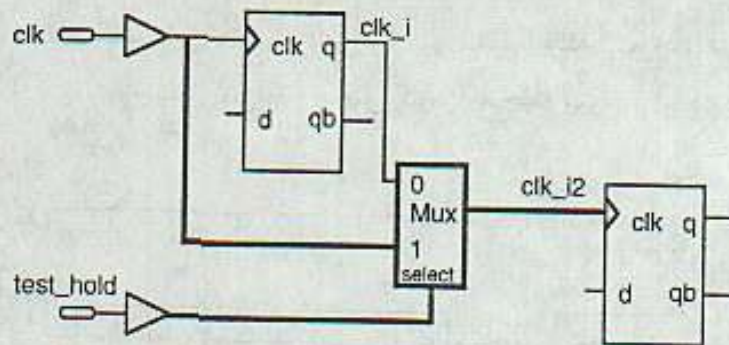 clk
clk q
clk_i
d qb
0
Mux
1
select
clk_i2
clk q
d qb
test_hold